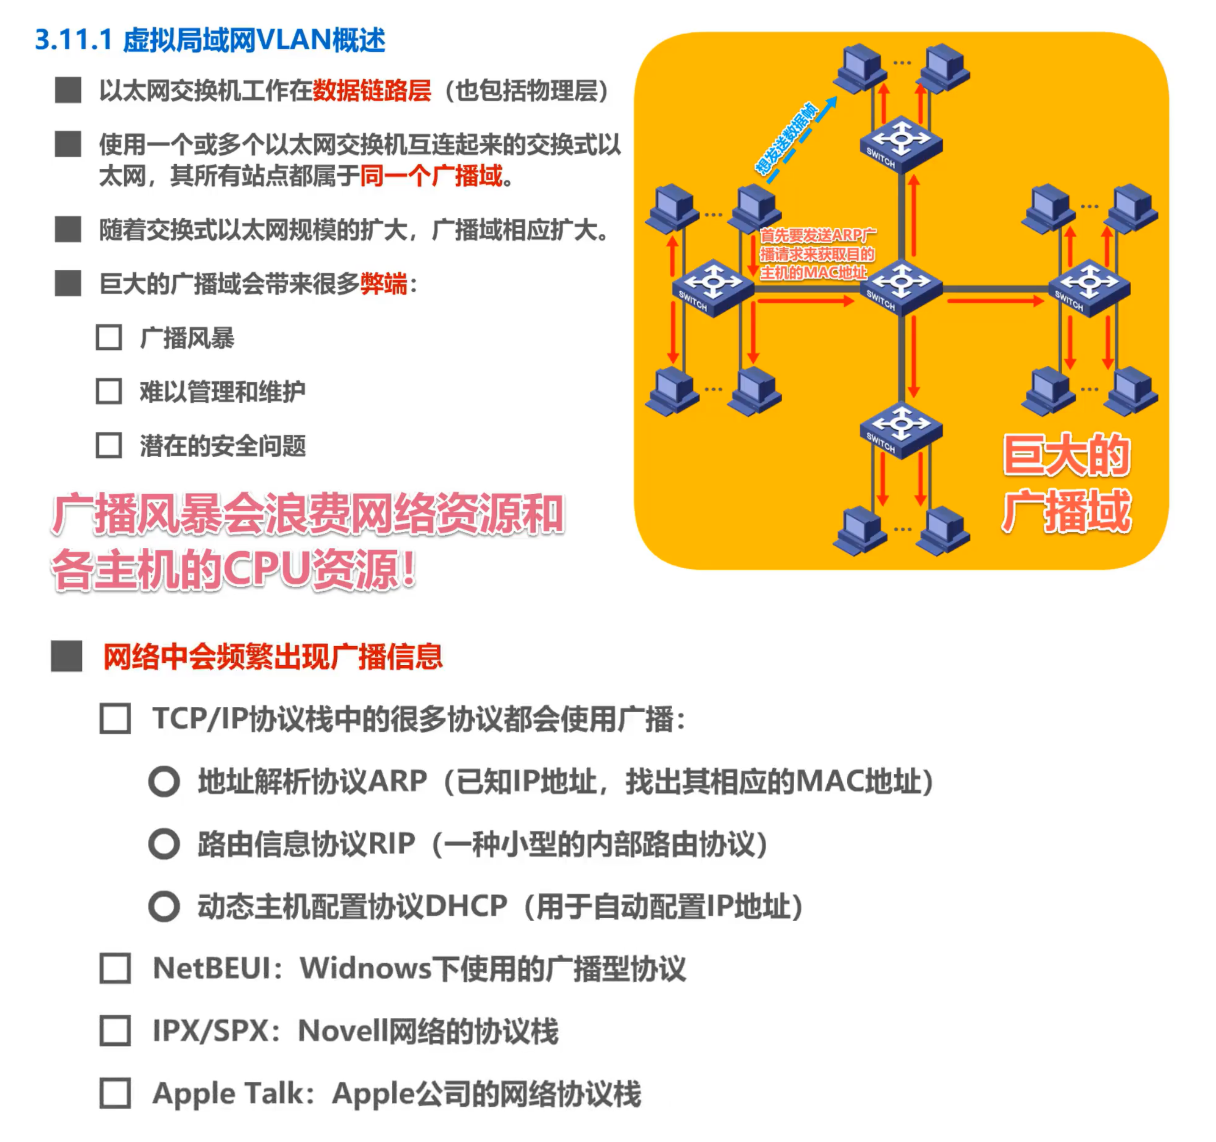 3.11.1 虚拟局域网VLAN概述
以太网交换机工作在数据链路层（也包括物理层）
使用一个或多个以太网交换机互连起来的交换式以
太网，其所有站点都属于同一个广播域。
随着交换式以太网规模的扩大，广播域相应扩大。
巨大的广播域会带来很多弊端：
广播风暴
难以管理和维护
潜在的安全问题
广播风暴会浪费网络资源和
各主机的CPU资源！
...
想发送数据帧
SWITCH
...
...
首先要发送ARP广
播请求来获取目的
主机的MAC地址
SWITCH
SWITCH
SWITCH
...
...
SWITCH
...
巨大的
广播域
网络中会频繁出现广播信息
TCP/IP协议栈中的很多协议都会使用广播：
地址解析协议ARP（已知IP地址，找出其相应的MAC地址）
路由信息协议RIP（一种小型的内部路由协议）
动态主机配置协议DHCP（用于自动配置IP地址）
NetBEUI：Widnows下使用的广播型协议
IPX/SPX：Novell网络的协议栈
Apple Talk：Apple公司的网络协议栈